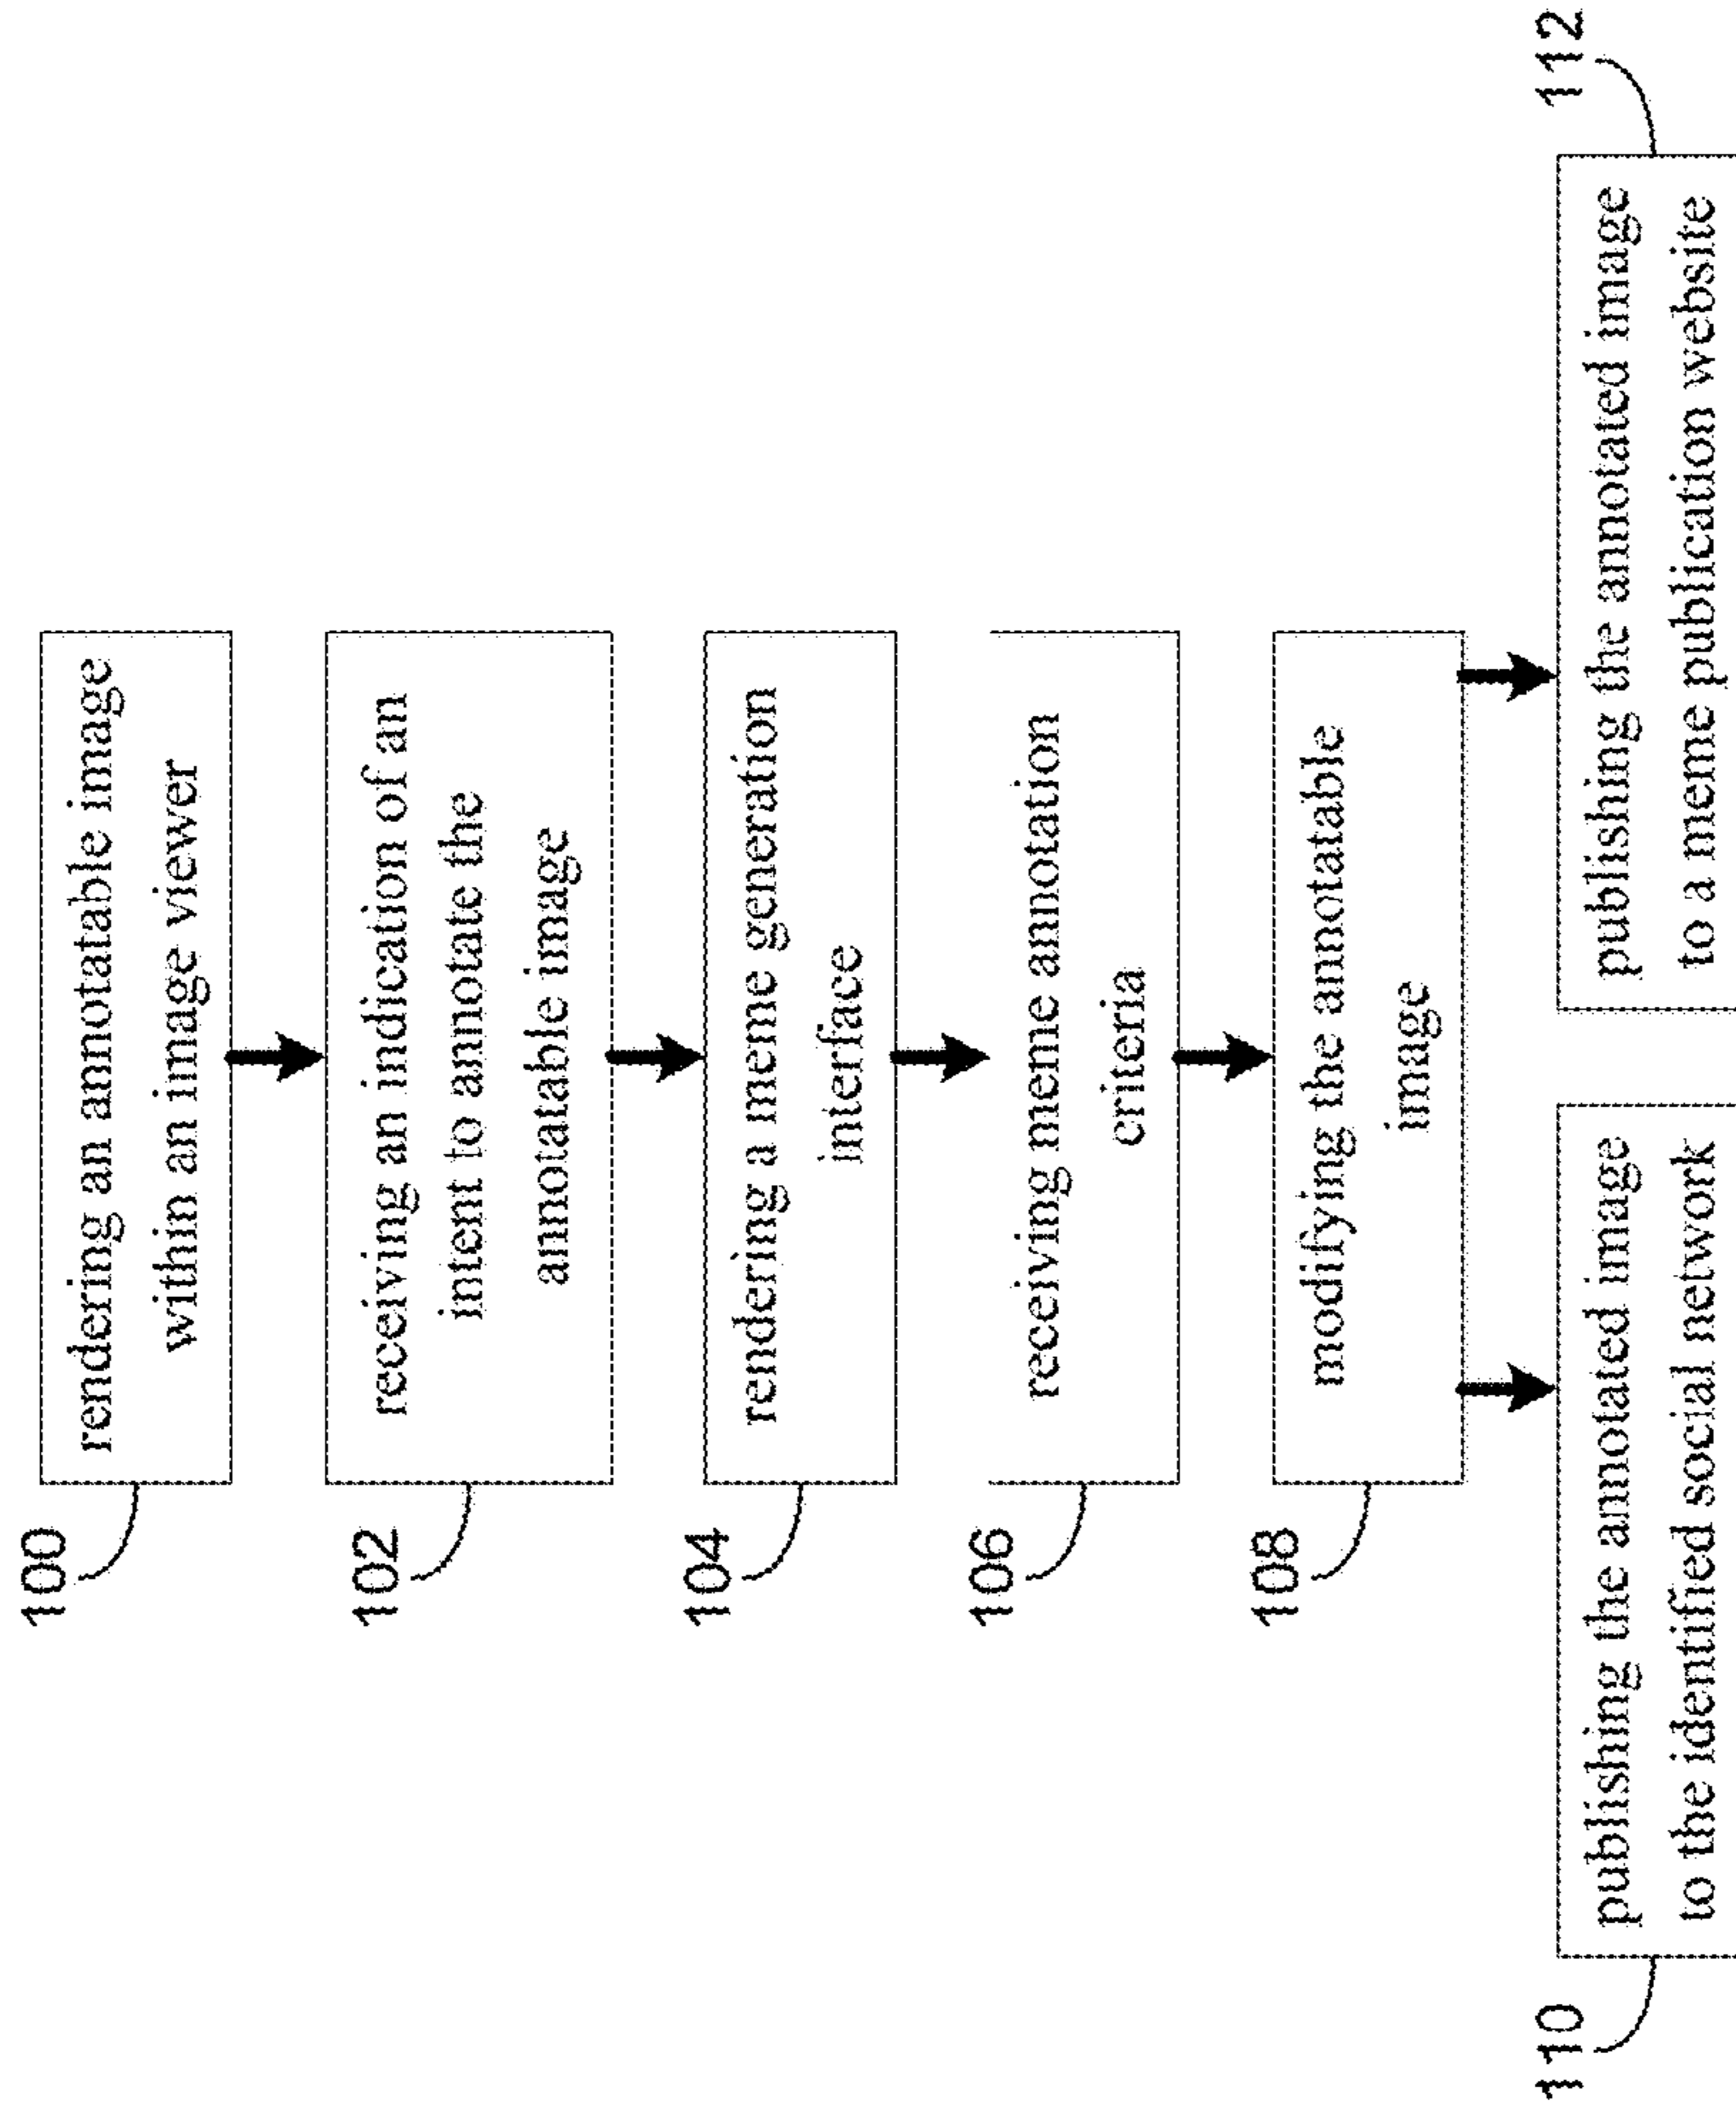 100
rendering an annotatable image
within an image viewer
102
receiving an indication of an
intent to annotate the
annotatable image
104
rendering a meme generation
interface
106
receiving meme annotation
criteria
108
modifying the annotatable
image
110
publishing the annotated image
to the identified social network
112
publishing the annotated image
to a meme publication website